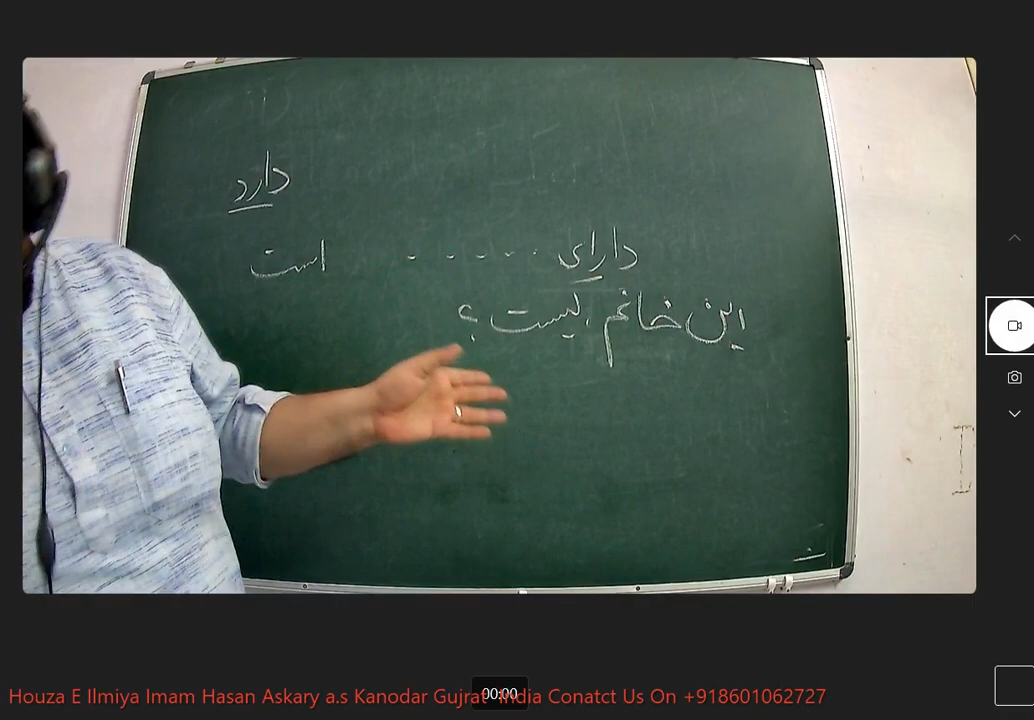 دارد
دارای ..... است
این خانم کیست ؟
00:00
Houza E Ilmiya Imam Hasan Askary a.s Kanodar Gujrat India Conatct Us On +918601062727